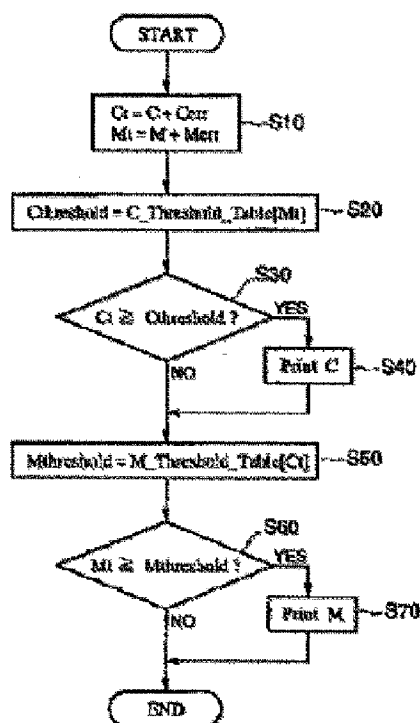 START
Ct = C + Cerr
Mt = M + Merr
S10
Cthreshold = C_Threshold_Table[Mt]
S20
S30
Ct ≧ Cthreshold ?
YES
Print C
S40
NO
Mthreshold = M_Threshold_Table[Ct]
S50
S60
Mt ≧ Mthreshold ?
YES
Print M
S70
NO
END